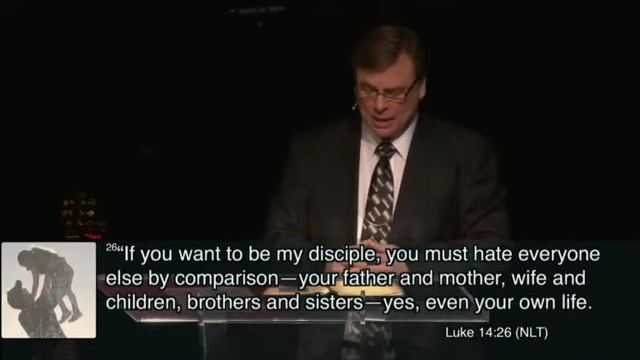 26“If you want to be my disciple, you must hate everyone
else by comparison—your father and mother, wife and
children, brothers and sisters—yes, even your own life.
Luke 14:26 (NLT)